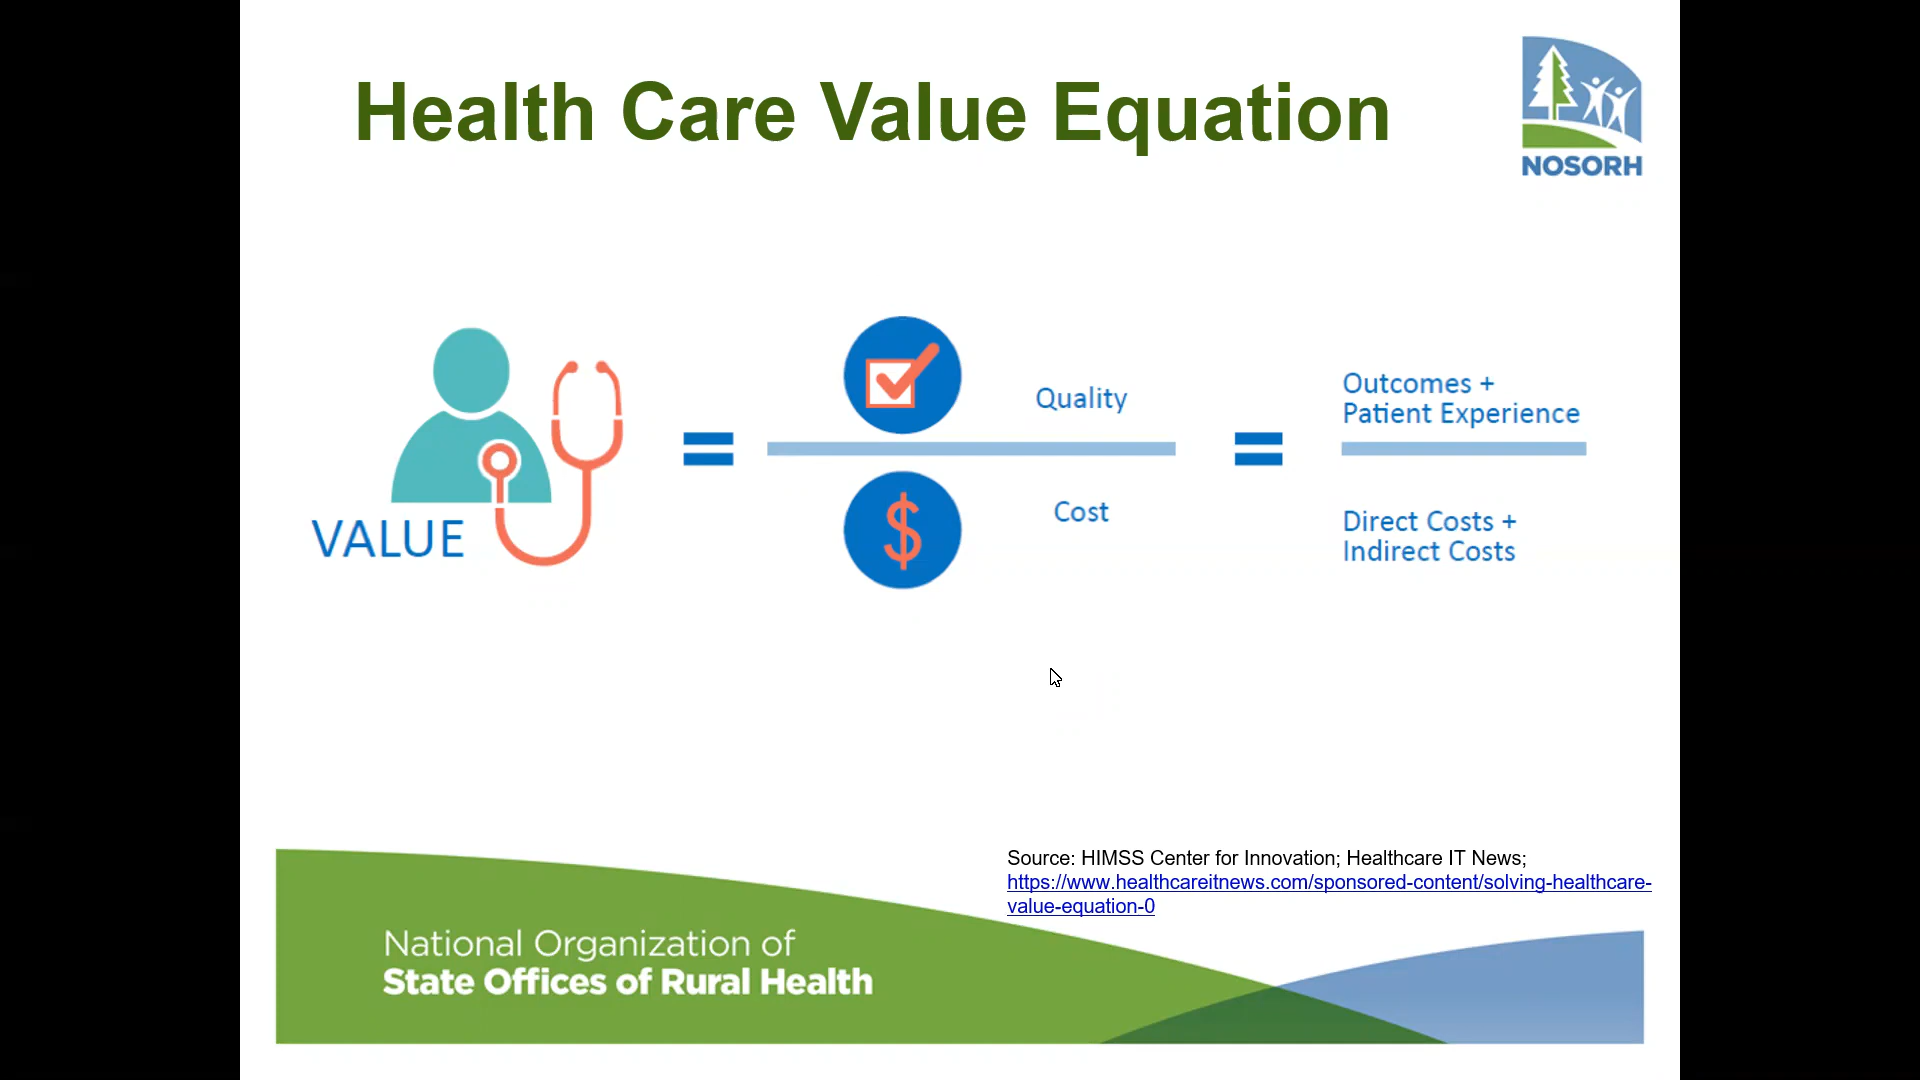 Health Care Value Equation
NOSORH
VALUE
Quality
Cost
$
Outcomes +
Patient Experience
Direct Costs +
Indirect Costs
Source: HIMSS Center for Innovation; Healthcare IT News;
https://www.healthcareitnews.com/sponsored-content/solving-healthcare-
value-equation-0
National Organization of
State Offices of Rural Health